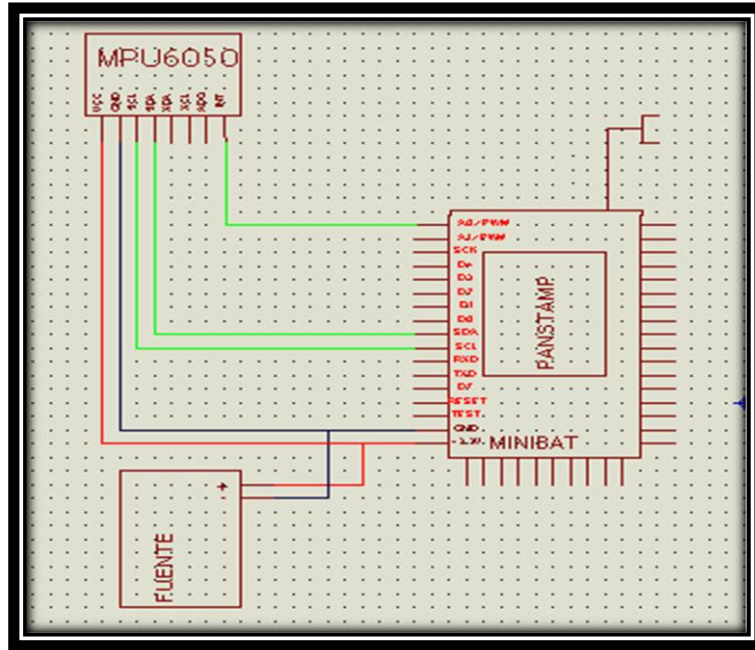 MPU6050
VCC
GND
SCL
SDA
XDA
XCL
ADO
INT
A0/PWM
A1/PWM
SCK
D4
D3
D2
D1
D0
SDA
SCL
RXD
TXD
D7
RESET
TEST
GND
PANSTAMP
MINIBAT
+
FUENTE